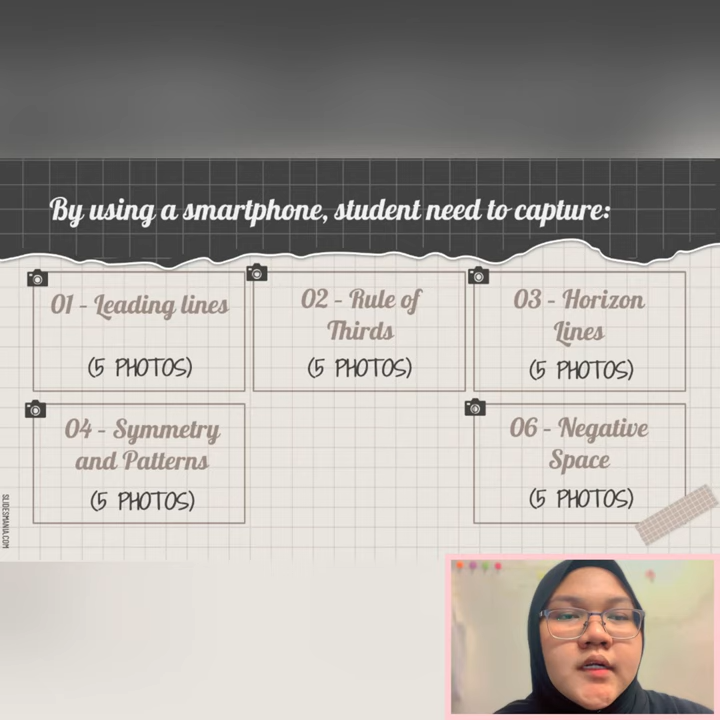 By using a smartphone, student need to capture:
01 - Leading lines
(5 PHOTOS)
02 - Rule of
Thirds
(5 PHOTOS)
03 - Horizon
Lines
(5 PHOTOS)
04 - Symmetry
and Patterns
(5 PHOTOS)
06 - Negative
Space
(5 PHOTOS)
SLIDESMANIA.COM